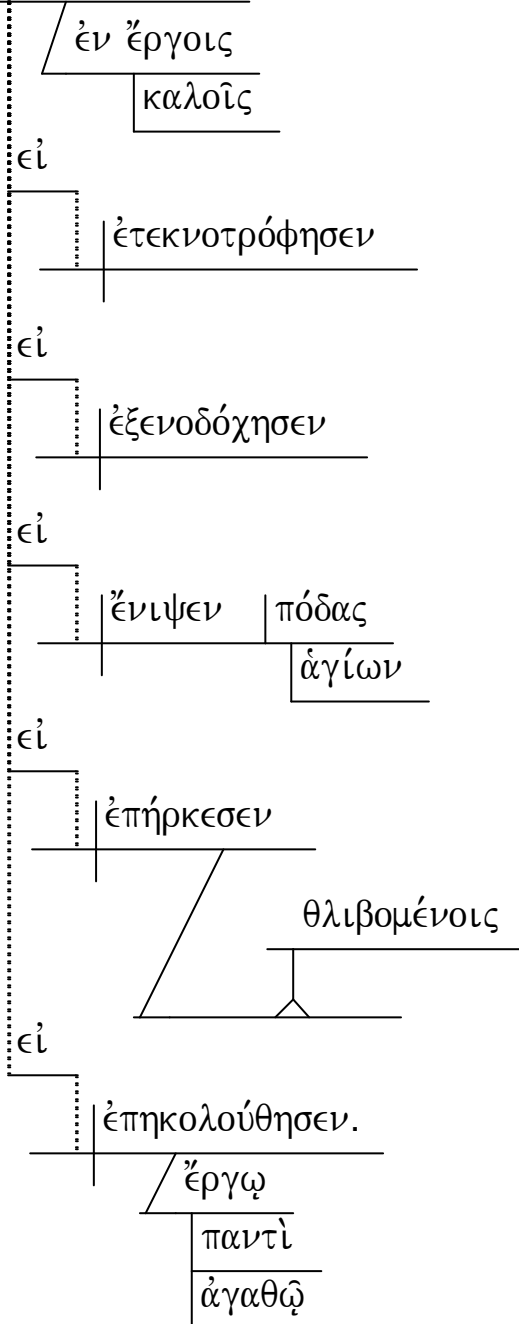 ἐν ἔργοις
καλοῖς
εἰ
ἐτεκνοτρόφησεν
εἰ
ἐξενοδόχησεν
εἰ
ἔνιψεν πόδας
ἁγίων
εἰ
ἐπήρκεσεν
θλιβομένοις
εἰ
ἐπηκολούθησεν.
ἔργῳ
παντὶ
ἀγαθῷ